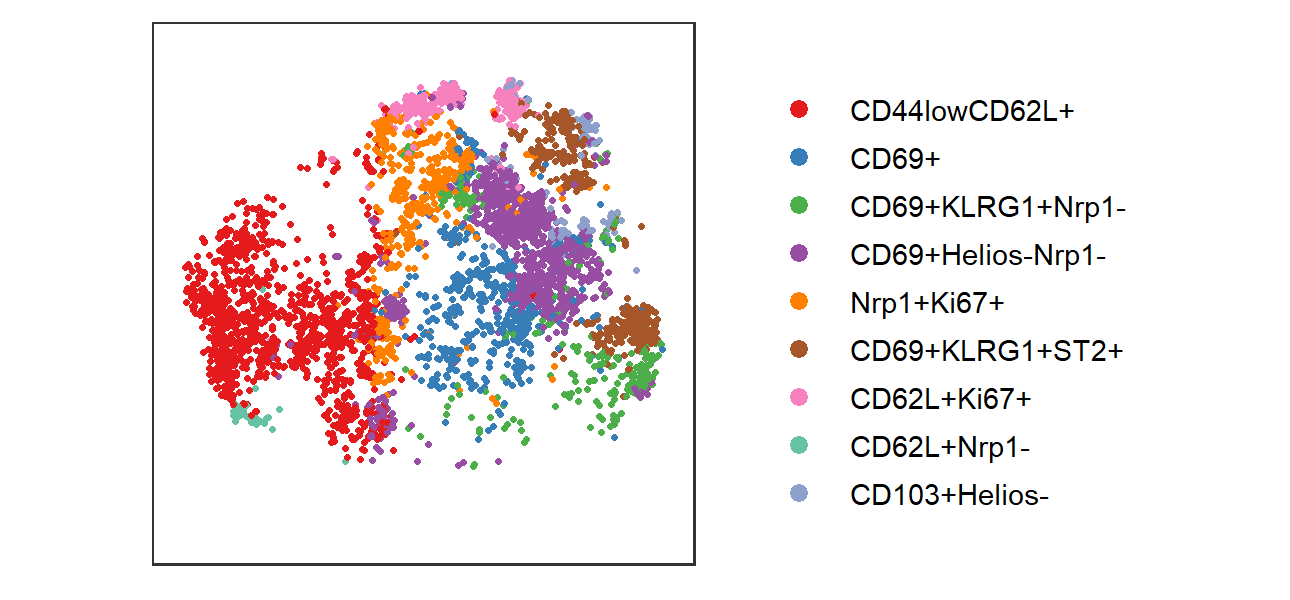 CD44lowCD62L+
CD69+
CD69+KLRG1+Nrp1-
CD69+Helios-Nrp1-
Nrp1+Ki67+
CD69+KLRG1+ST2+
CD62L+Ki67+
CD62L+Nrp1-
CD103+Helios-